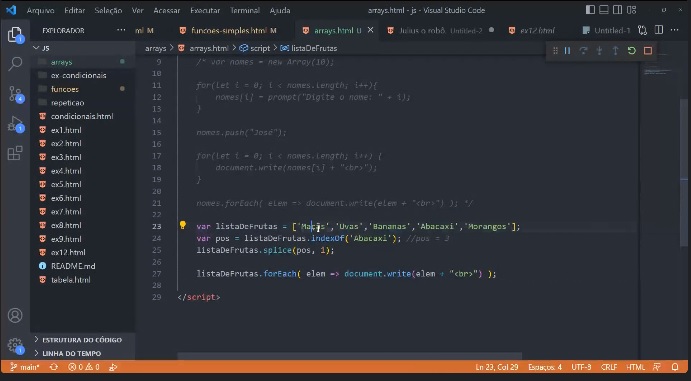 Arquivo Editar Seleção Ver Acessar Executar Terminal Ajuda
arrays.html - js - Visual Studio Code
EXPLORADOR
JS
arrays
ex-condicionais
funcoes
repeticao
condicionais.html
ex1.html
ex2.html
ex3.html
ex4.html
ex5.html
ex6.html
ex7.html
ex8.html
ex9.html
ex12.html
README.md
tabela.html
ESTRUTURA DO CÓDIGO
LINHA DO TEMPO
ml M funcoes-simples.html M arrays.html U Julius o robô. Untitled-2 ex12.html Untitled-1
arrays > arrays.html > script > listaDeFrutas
9 /* var nomes = new Array(10);
10
11 for(let i = 0; i < nomes.length; i++){
12 nomes[i] = prompt("Digite o nome: " + i);
13 }
14
15 nomes.push("José");
16
17 for(let i = 0; i < nomes.length; i++) {
18 document.write(nomes[i] + "<br>");
19 }
20
21 nomes.forEach( elem => document.write(elem + "<br>") ); */
22
23 var listaDeFrutas = ['Maçãs','Uvas','Bananas','Abacaxi','Morangos'];
24 var pos = listaDeFrutas.indexOf('Abacaxi'); //pos = 3
25 listaDeFrutas.splice(pos, 1);
26
27 listaDeFrutas.forEach( elem => document.write(elem + "<br>") );
28
29 </script>
main* 0 0 Ln 23, Col 29 Espaços: 4 UTF-8 CRLF HTML